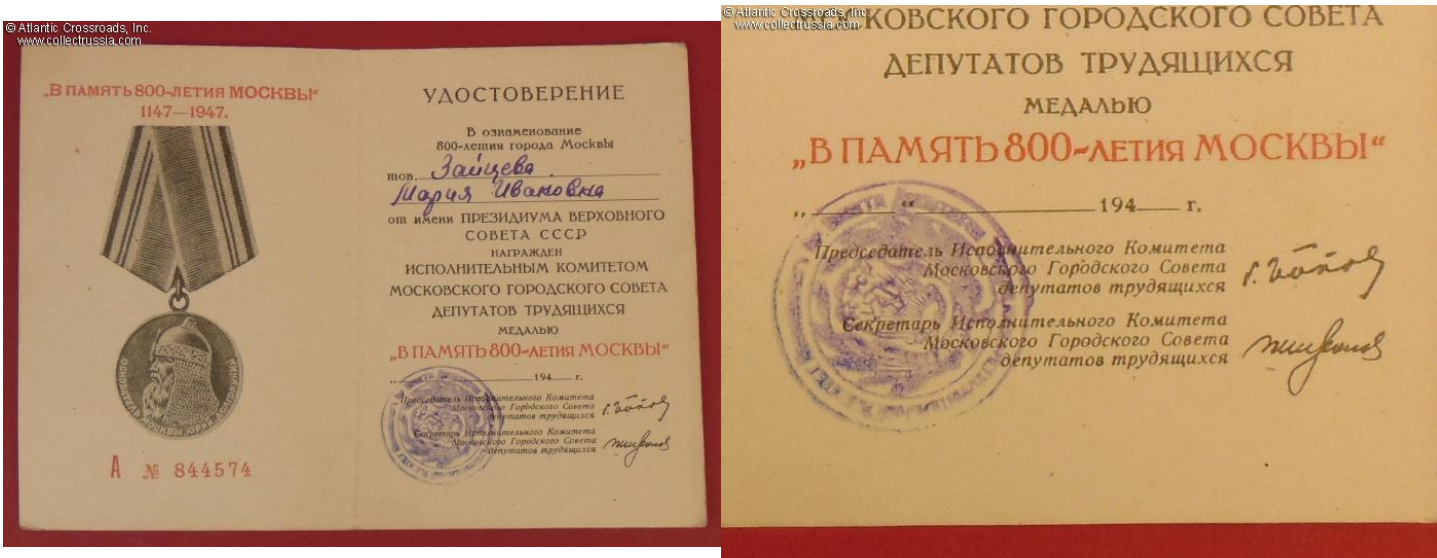 © Atlantic Crossroads, Inc.
www.collectrussia.com
„В ПАМЯТЬ 800-ЛЕТИЯ МОСКВЫ“
1147—1947.
А № 844574
УДОСТОВЕРЕНИЕ
В ознаменование
800-летия города Москвы
тов. Зайцева
Мария Ивановна
от имени ПРЕЗИДИУМА ВЕРХОВНОГО
СОВЕТА СССР
НАГРАЖДЕН
ИСПОЛНИТЕЛЬНЫМ КОМИТЕТОМ
МОСКОВСКОГО ГОРОДСКОГО СОВЕТА
ДЕПУТАТОВ ТРУДЯЩИХСЯ
МЕДАЛЬЮ
„В ПАМЯТЬ 800-ЛЕТИЯ МОСКВЫ“
„ “ 194 г.
Председатель Исполнительного Комитета
Московского Городского Совета
депутатов трудящихся
Секретарь Исполнительного Комитета
Московского Городского Совета
депутатов трудящихся
© Atlantic Crossroads, Inc.
www.collectrussia.com
МОСКОВСКОГО ГОРОДСКОГО СОВЕТА
ДЕПУТАТОВ ТРУДЯЩИХСЯ
МЕДАЛЬЮ
„В ПАМЯТЬ 800-ЛЕТИЯ МОСКВЫ“
„ “ 194 г.
Председатель Исполнительного Комитета
Московского Городского Совета
депутатов трудящихся
Секретарь Исполнительного Комитета
Московского Городского Совета
депутатов трудящихся